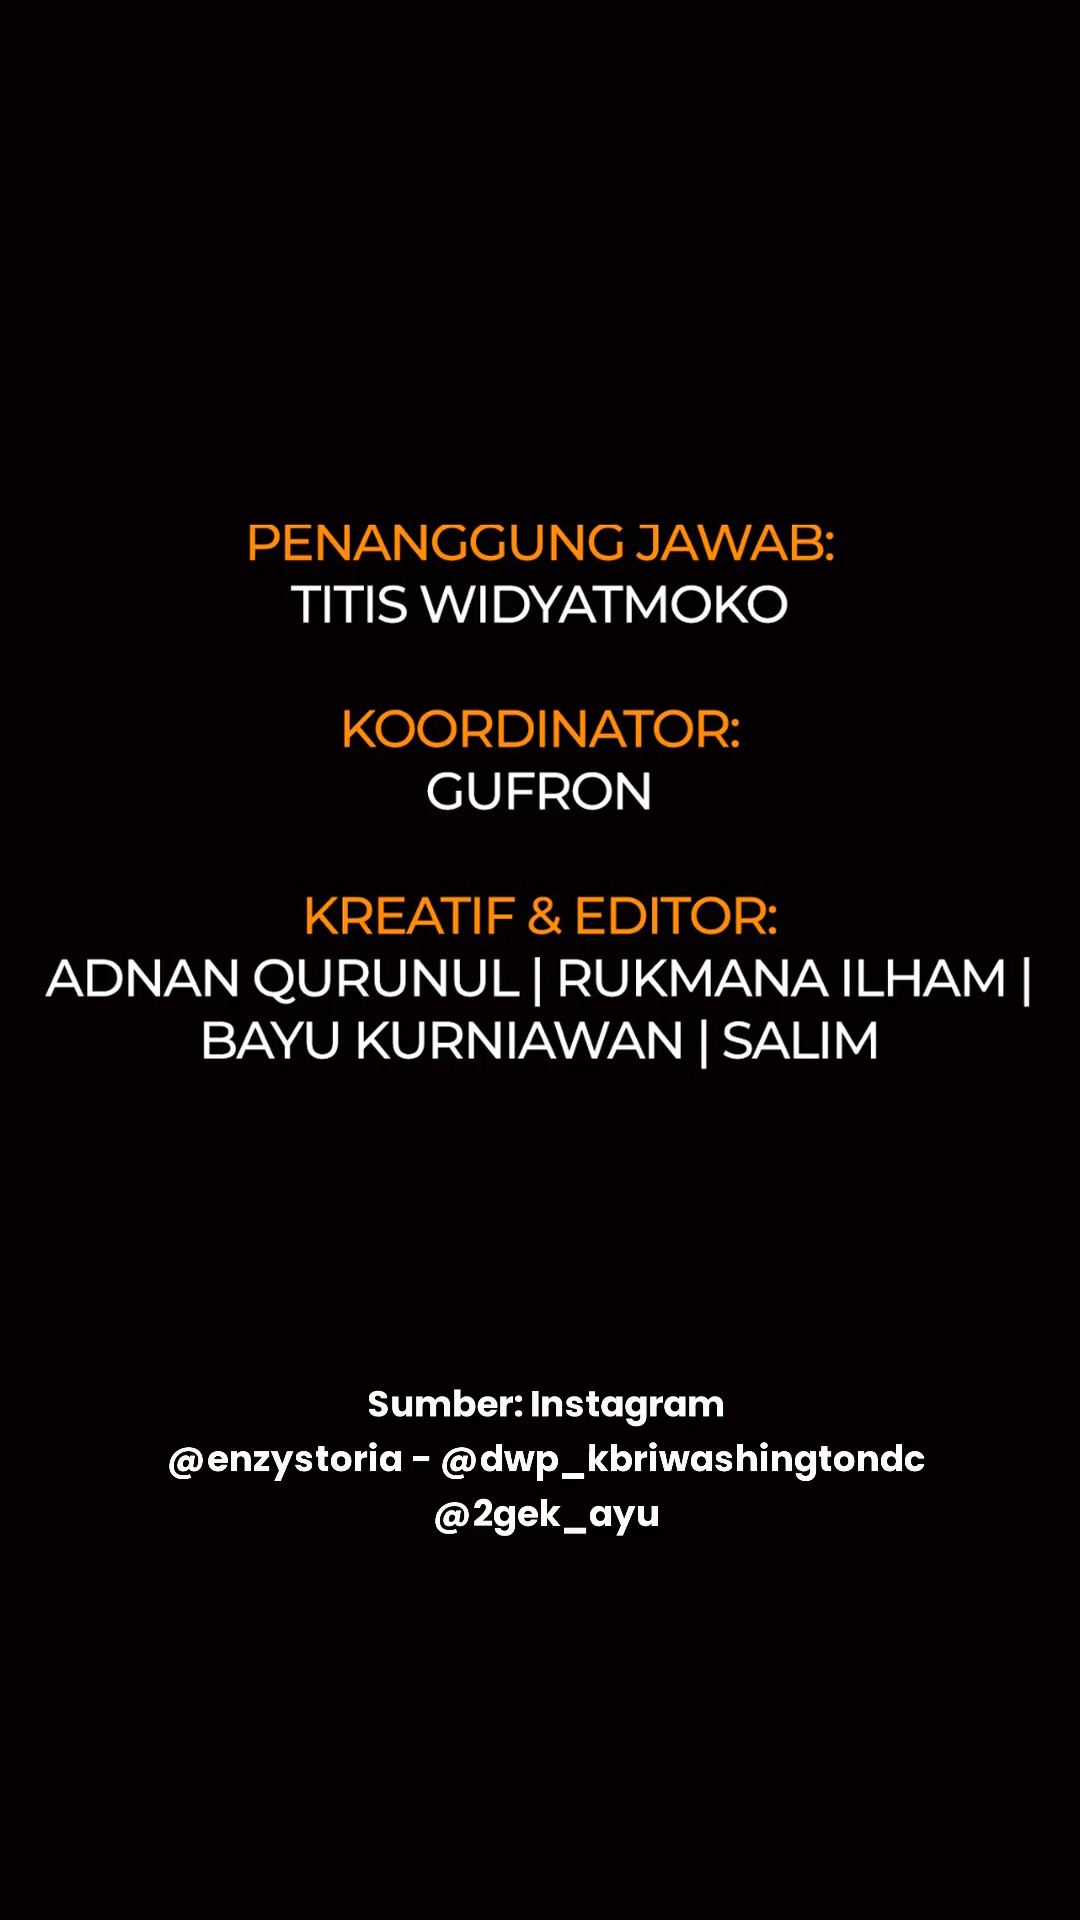 PENANGGUNG JAWAB:
TITIS WIDYATMOKO
KOORDINATOR:
GUFRON
KREATIF & EDITOR:
ADNAN QURUNUL | RUKMANA ILHAM |
BAYU KURNIAWAN | SALIM
Sumber: Instagram
@enzystoria - @dwp_kbriwashingtondc
@2gek_ayu